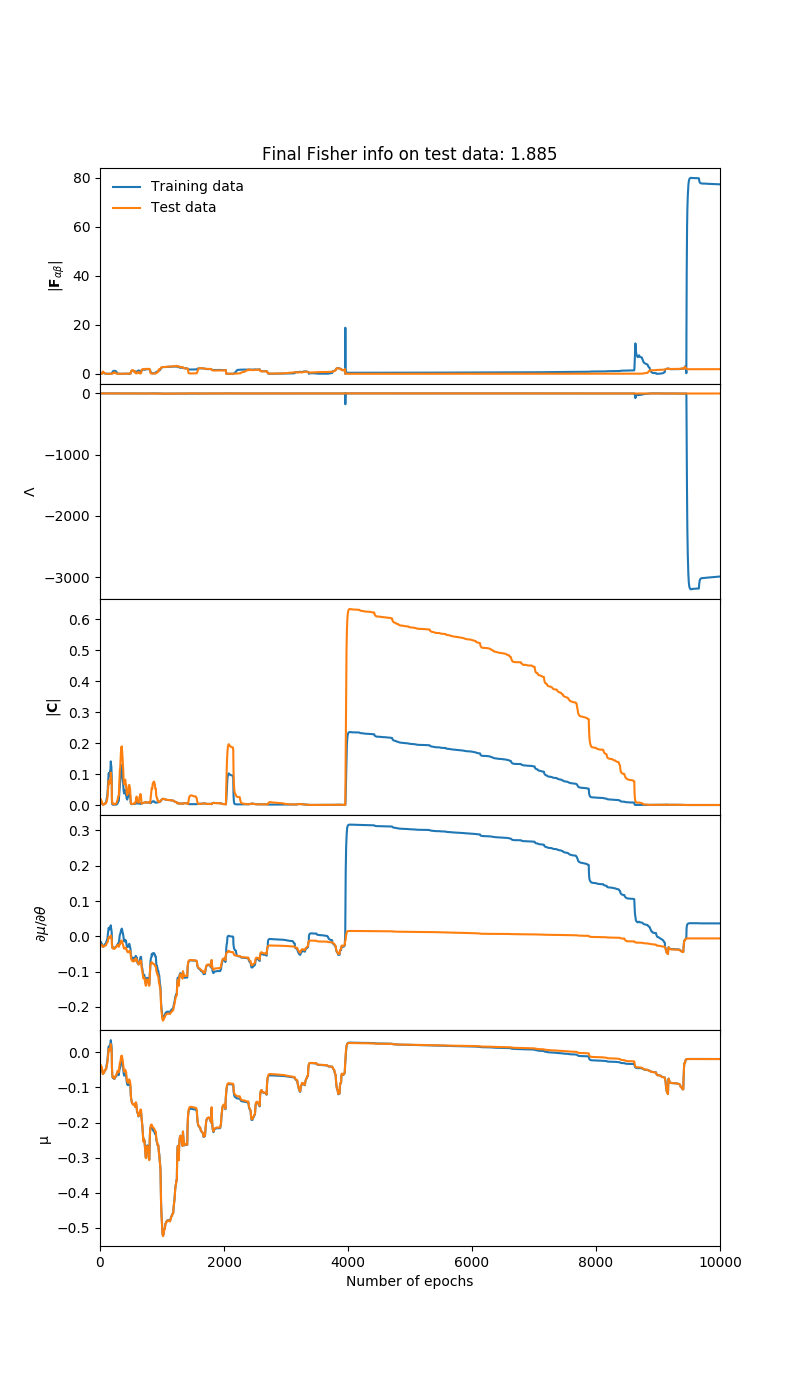 Final Fisher info on test data: 1.885
80
60
40
20
0
|F_{αβ}|
Training data
Test data
0
−1000
−2000
−3000
Λ
0.6
0.5
0.4
0.3
0.2
0.1
0.0
|C|
0.3
0.2
0.1
0.0
−0.1
−0.2
∂μ/∂θ
0.0
−0.1
−0.2
−0.3
−0.4
−0.5
μ
0 2000 4000 6000 8000 10000
Number of epochs